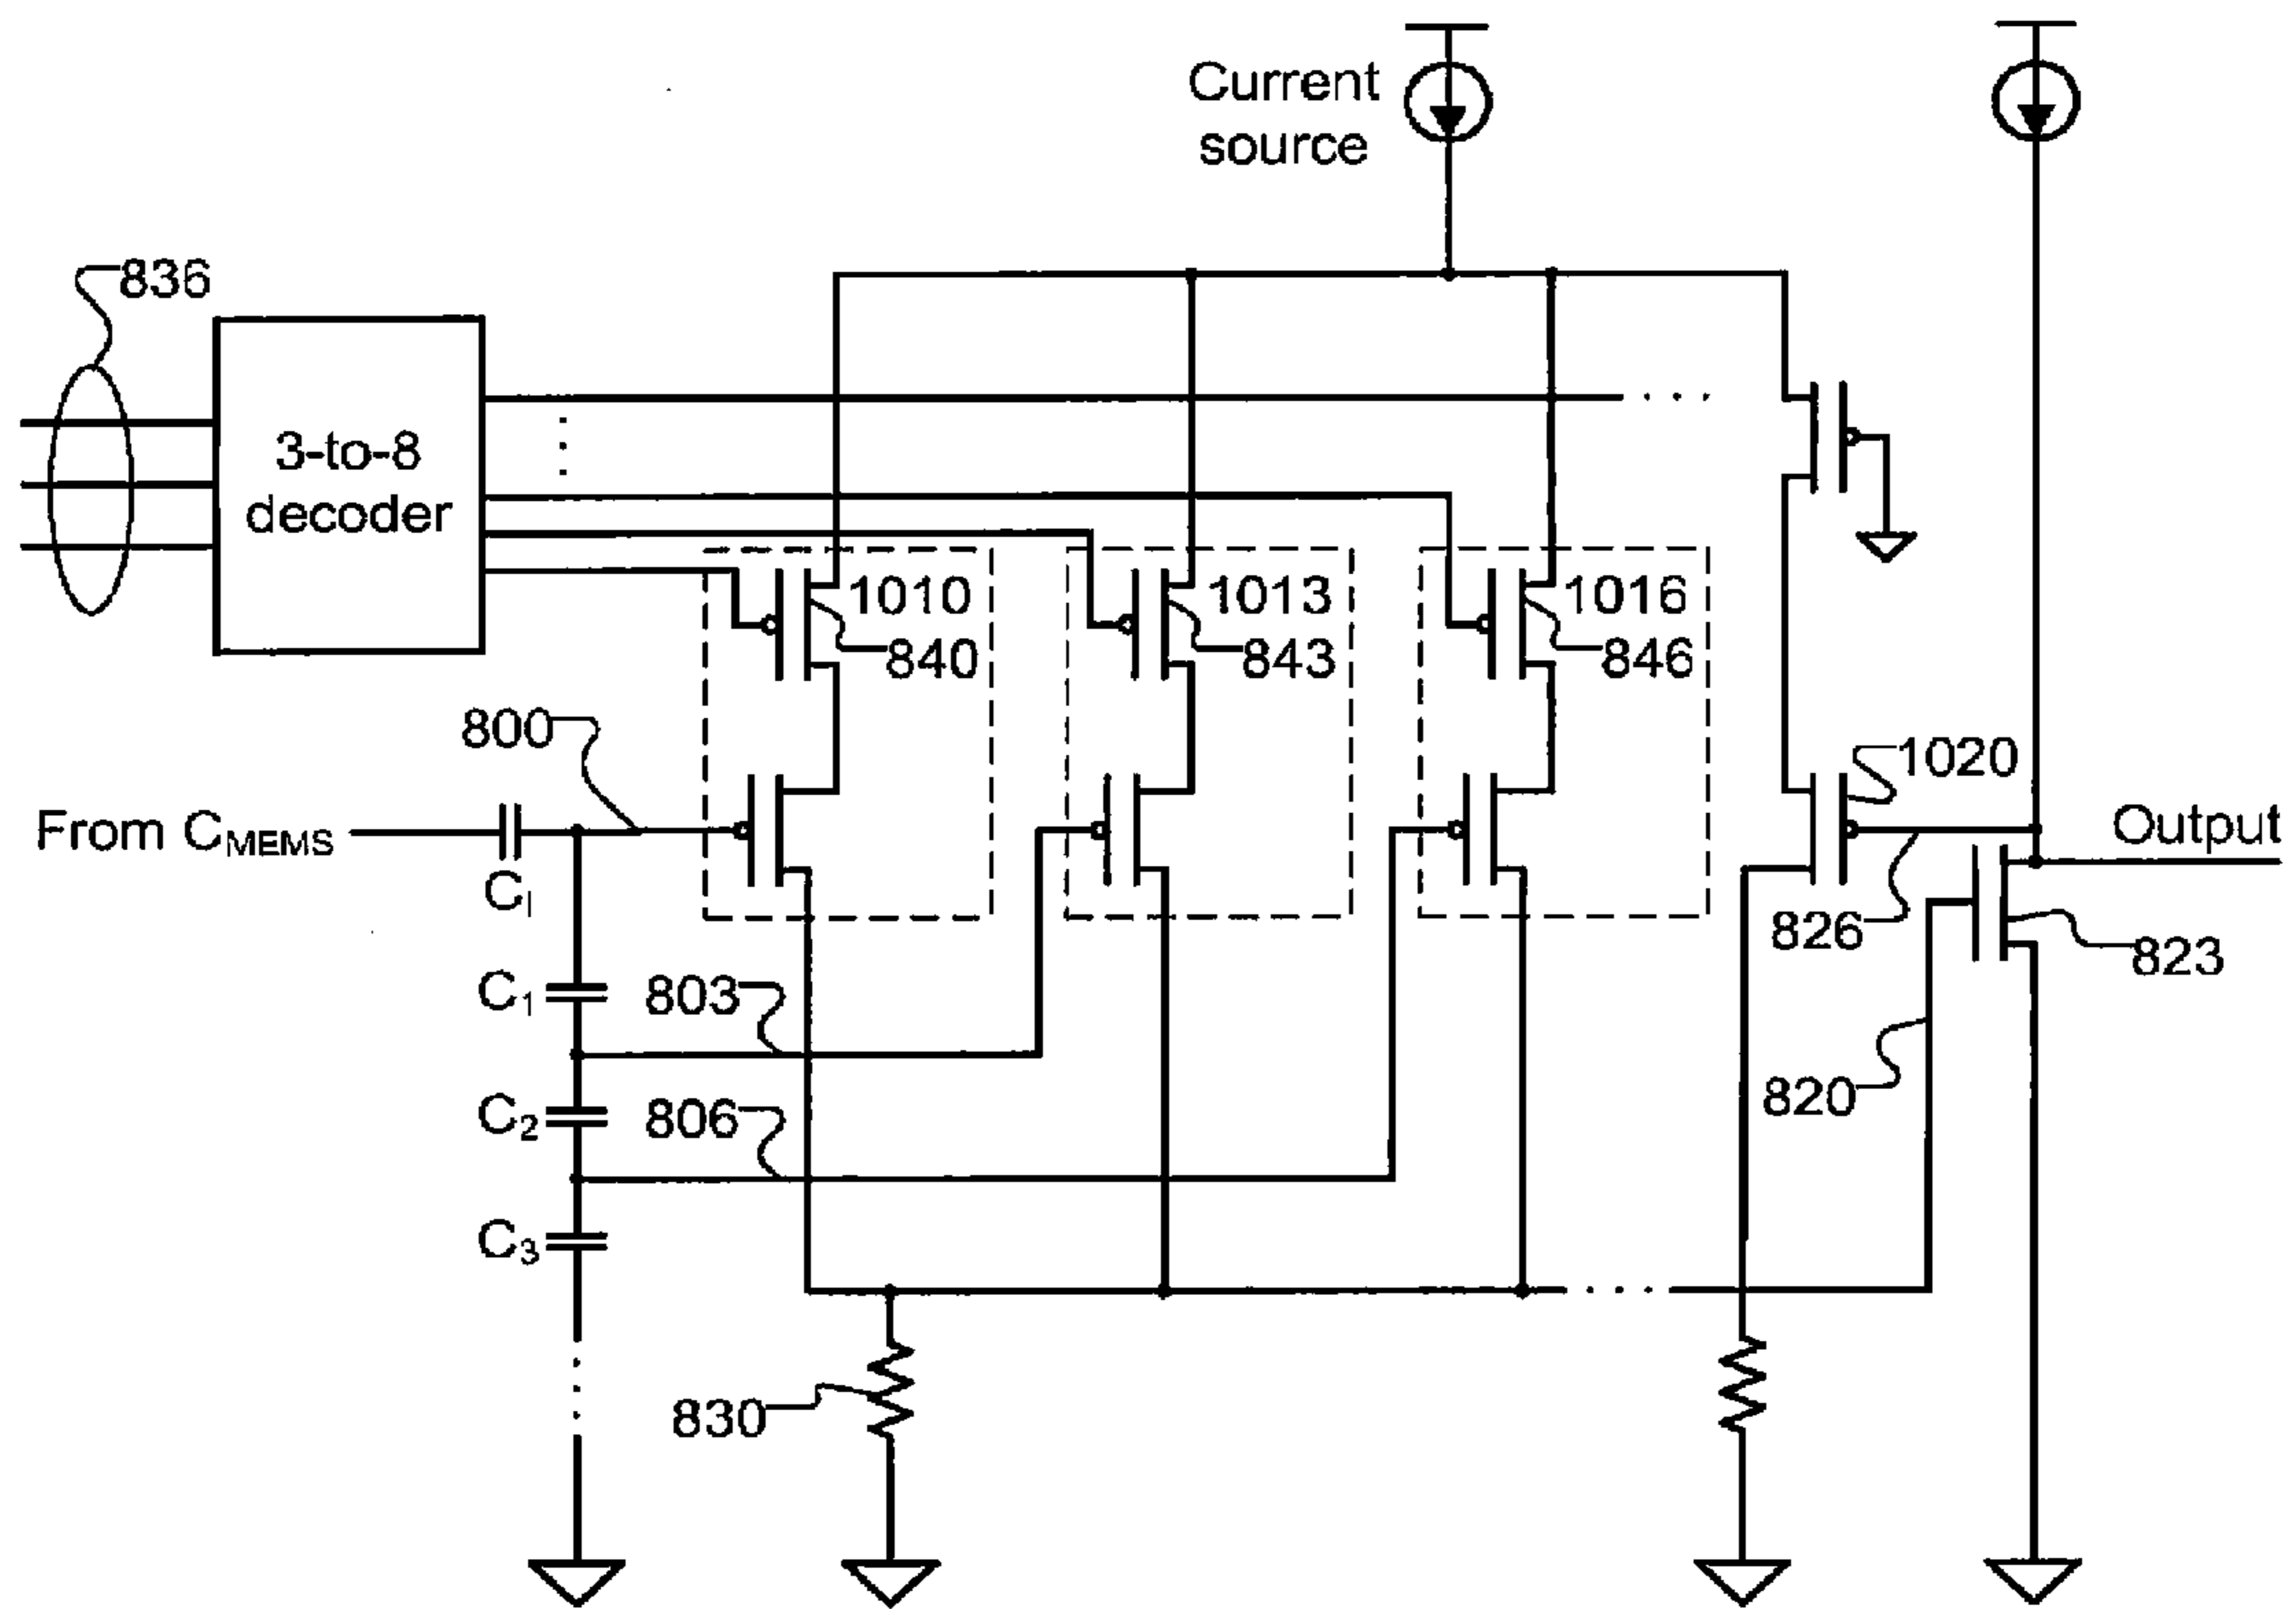 Current
source
836
3-to-8
decoder
1010
1013
1016
840
843
846
800
1020
From CMEMS
Output
CI
826
823
C1
803
820
C2
806
C3
830